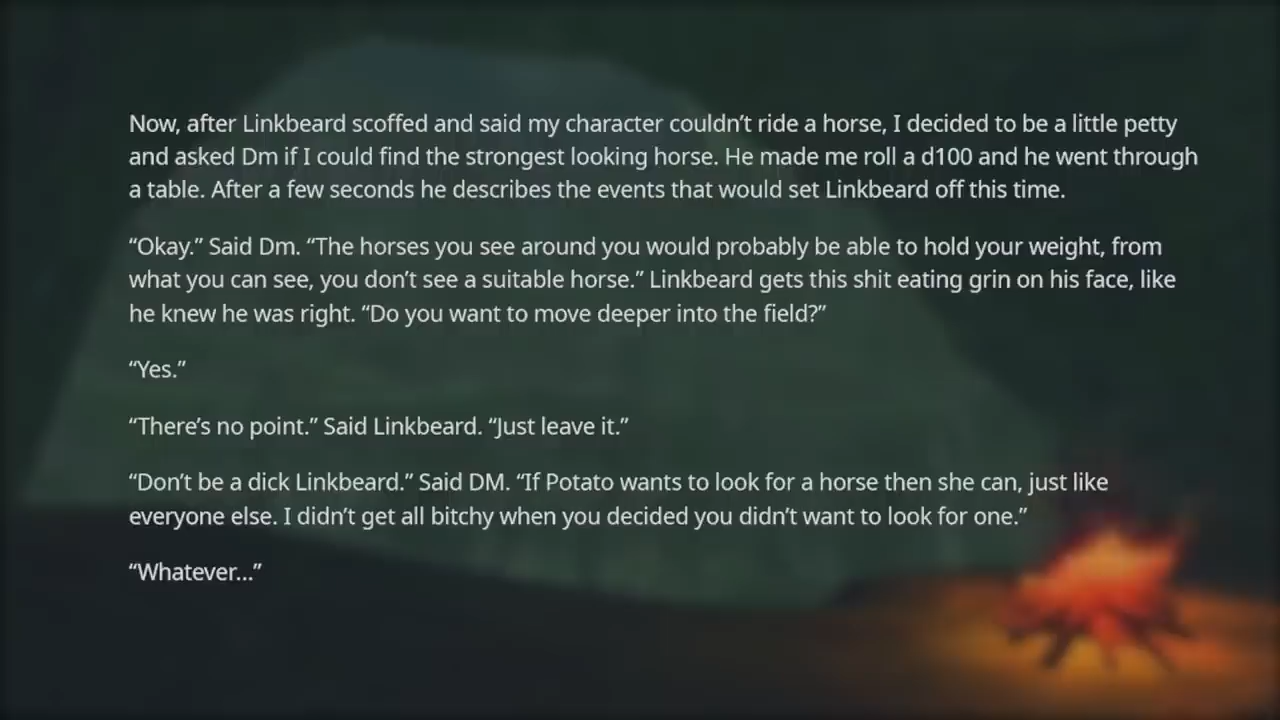 Now, after Linkbeard scoffed and said my character couldn’t ride a horse, I decided to be a little petty
and asked Dm if I could find the strongest looking horse. He made me roll a d100 and he went through
a table. After a few seconds he describes the events that would set Linkbeard off this time.
“Okay.” Said Dm. “The horses you see around you would probably be able to hold your weight, from
what you can see, you don’t see a suitable horse.” Linkbeard gets this shit eating grin on his face, like
he knew he was right. “Do you want to move deeper into the field?”
“Yes.”
“There’s no point.” Said Linkbeard. “Just leave it.”
“Don’t be a dick Linkbeard.” Said DM. “If Potato wants to look for a horse then she can, just like
everyone else. I didn’t get all bitchy when you decided you didn’t want to look for one.”
“Whatever…”